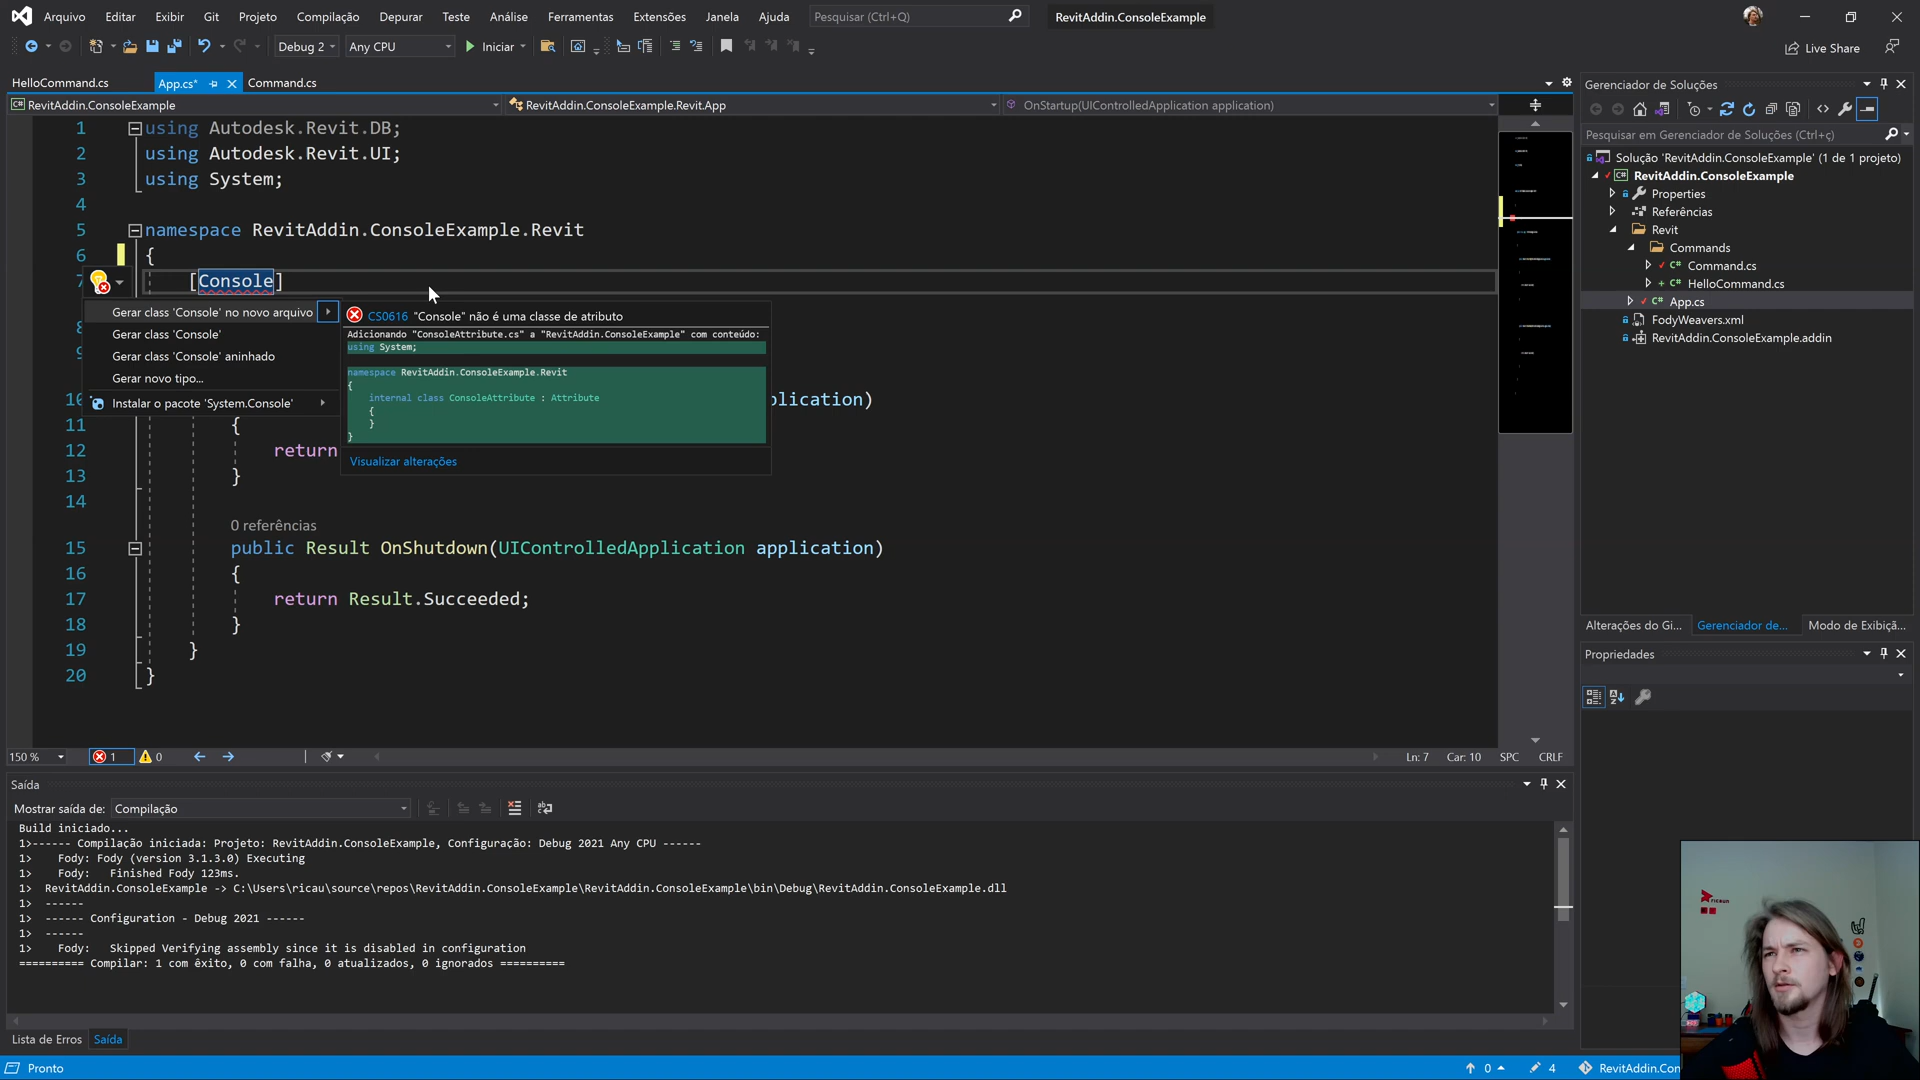 Arquivo Editar Exibir Git Projeto Compilação Depurar Teste Análise Ferramentas Extensões Janela Ajuda Pesquisar (Ctrl+Q) RevitAddin.ConsoleExample
Debug 2 Any CPU Iniciar Live Share
HelloCommand.cs App.cs* Command.cs
RevitAddin.ConsoleExample RevitAddin.ConsoleExample.Revit.App OnStartup(UIControlledApplication application)
1 using Autodesk.Revit.DB;
2 using Autodesk.Revit.UI;
3 using System;
4
5 namespace RevitAddin.ConsoleExample.Revit
6 {
7 [Console]
Gerar class 'Console' no novo arquivo
Gerar class 'Console'
Gerar class 'Console' aninhado
Gerar novo tipo...
Instalar o pacote 'System.Console'
CS0616 "Console" não é uma classe de atributo
Adicionando "ConsoleAttribute.cs" a "RevitAddin.ConsoleExample" com conteúdo:
using System;
namespace RevitAddin.ConsoleExample.Revit
{
internal class ConsoleAttribute : Attribute
{
}
}
Visualizar alterações
8
10 plication)
11 {
12 return
13 }
14
0 referências
15 public Result OnShutdown(UIControlledApplication application)
16 {
17 return Result.Succeeded;
18 }
19 }
20 }
150 % 1 0 Ln: 7 Car: 10 SPC CRLF
Saída
Mostrar saída de: Compilação
Build iniciado...
1>------ Compilação iniciada: Projeto: RevitAddin.ConsoleExample, Configuração: Debug 2021 Any CPU ------
1> Fody: Fody (version 3.1.3.0) Executing
1> Fody: Finished Fody 123ms.
1> RevitAddin.ConsoleExample -> C:\Users\ricau\source\repos\RevitAddin.ConsoleExample\RevitAddin.ConsoleExample\bin\Debug\RevitAddin.ConsoleExample.dll
1> ------
1> ------ Configuration - Debug 2021 ------
1> ------
1> Fody: Skipped Verifying assembly since it is disabled in configuration
========== Compilar: 1 com êxito, 0 com falha, 0 atualizados, 0 ignorados ==========
Lista de Erros Saída
Pronto 0 4 RevitAddin.Con
Gerenciador de Soluções
Pesquisar em Gerenciador de Soluções (Ctrl+ç)
Solução 'RevitAddin.ConsoleExample' (1 de 1 projeto)
RevitAddin.ConsoleExample
Properties
Referências
Revit
Commands
Command.cs
HelloCommand.cs
App.cs
FodyWeavers.xml
RevitAddin.ConsoleExample.addin
Alterações do Gi... Gerenciador de... Modo de Exibiçã...
Propriedades